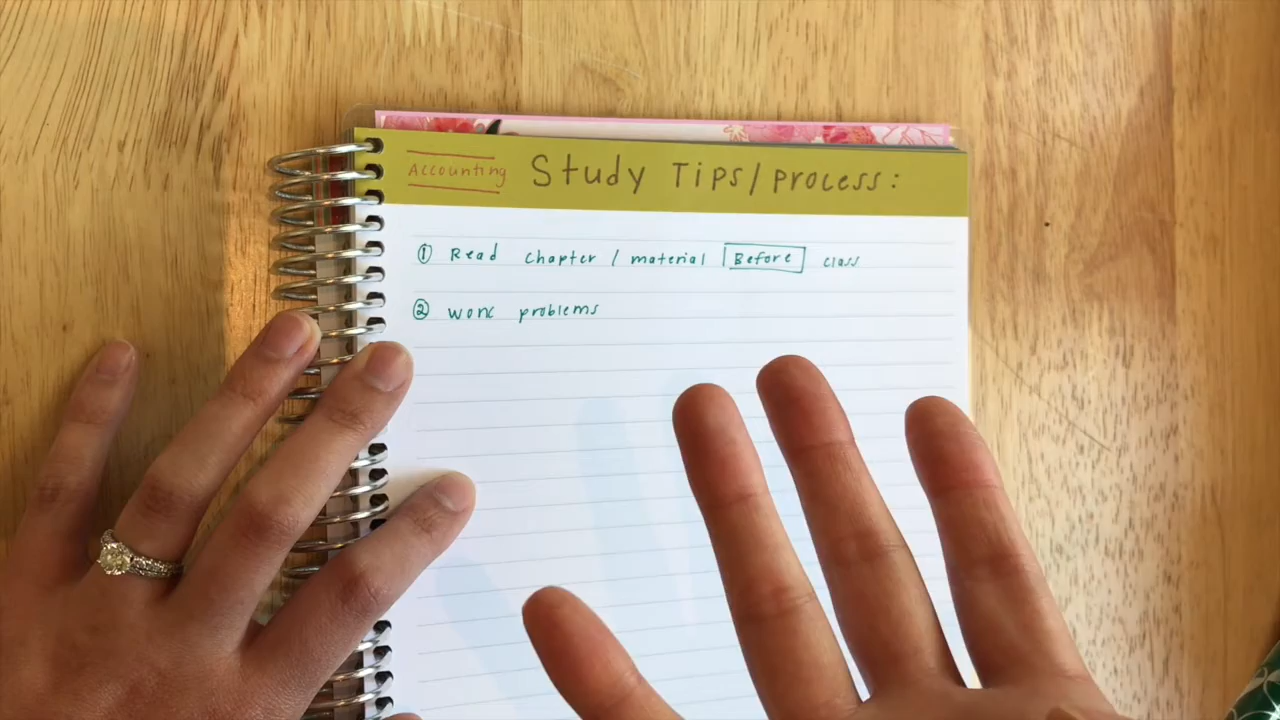 Accounting Study Tips/process:
① Read chapter / material Before class
② work problems